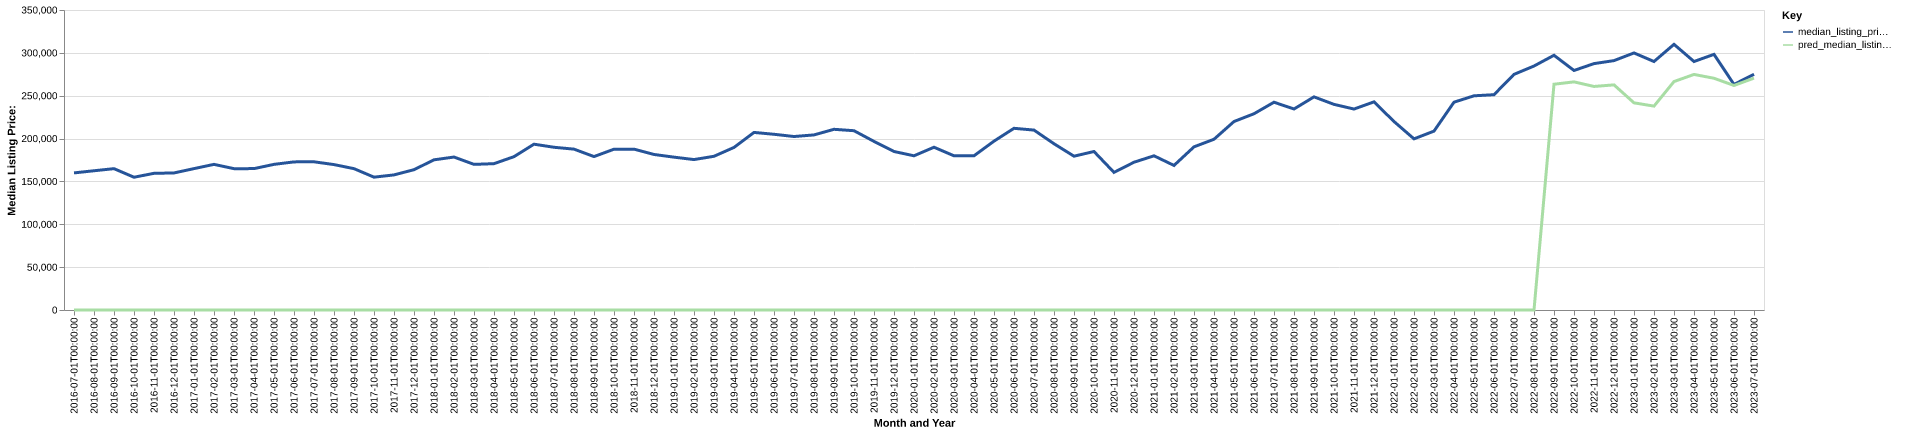 350,000
300,000
250,000
200,000
150,000
100,000
50,000
0
Median Listing Price:
2016-07-01T00:00:00
2016-08-01T00:00:00
2016-09-01T00:00:00
2016-10-01T00:00:00
2016-11-01T00:00:00
2016-12-01T00:00:00
2017-01-01T00:00:00
2017-02-01T00:00:00
2017-03-01T00:00:00
2017-04-01T00:00:00
2017-05-01T00:00:00
2017-06-01T00:00:00
2017-07-01T00:00:00
2017-08-01T00:00:00
2017-09-01T00:00:00
2017-10-01T00:00:00
2017-11-01T00:00:00
2017-12-01T00:00:00
2018-01-01T00:00:00
2018-02-01T00:00:00
2018-03-01T00:00:00
2018-04-01T00:00:00
2018-05-01T00:00:00
2018-06-01T00:00:00
2018-07-01T00:00:00
2018-08-01T00:00:00
2018-09-01T00:00:00
2018-10-01T00:00:00
2018-11-01T00:00:00
2018-12-01T00:00:00
2019-01-01T00:00:00
2019-02-01T00:00:00
2019-03-01T00:00:00
2019-04-01T00:00:00
2019-05-01T00:00:00
2019-06-01T00:00:00
2019-07-01T00:00:00
2019-08-01T00:00:00
2019-09-01T00:00:00
2019-10-01T00:00:00
2019-11-01T00:00:00
2019-12-01T00:00:00
2020-01-01T00:00:00
2020-02-01T00:00:00
2020-03-01T00:00:00
2020-04-01T00:00:00
2020-05-01T00:00:00
2020-06-01T00:00:00
2020-07-01T00:00:00
2020-08-01T00:00:00
2020-09-01T00:00:00
2020-10-01T00:00:00
2020-11-01T00:00:00
2020-12-01T00:00:00
2021-01-01T00:00:00
2021-02-01T00:00:00
2021-03-01T00:00:00
2021-04-01T00:00:00
2021-05-01T00:00:00
2021-06-01T00:00:00
2021-07-01T00:00:00
2021-08-01T00:00:00
2021-09-01T00:00:00
2021-10-01T00:00:00
2021-11-01T00:00:00
2021-12-01T00:00:00
2022-01-01T00:00:00
2022-02-01T00:00:00
2022-03-01T00:00:00
2022-04-01T00:00:00
2022-05-01T00:00:00
2022-06-01T00:00:00
2022-07-01T00:00:00
2022-08-01T00:00:00
2022-09-01T00:00:00
2022-10-01T00:00:00
2022-11-01T00:00:00
2022-12-01T00:00:00
2023-01-01T00:00:00
2023-02-01T00:00:00
2023-03-01T00:00:00
2023-04-01T00:00:00
2023-05-01T00:00:00
2023-06-01T00:00:00
2023-07-01T00:00:00
Month and Year
Key
median_listing_pri…
pred_median_listin…